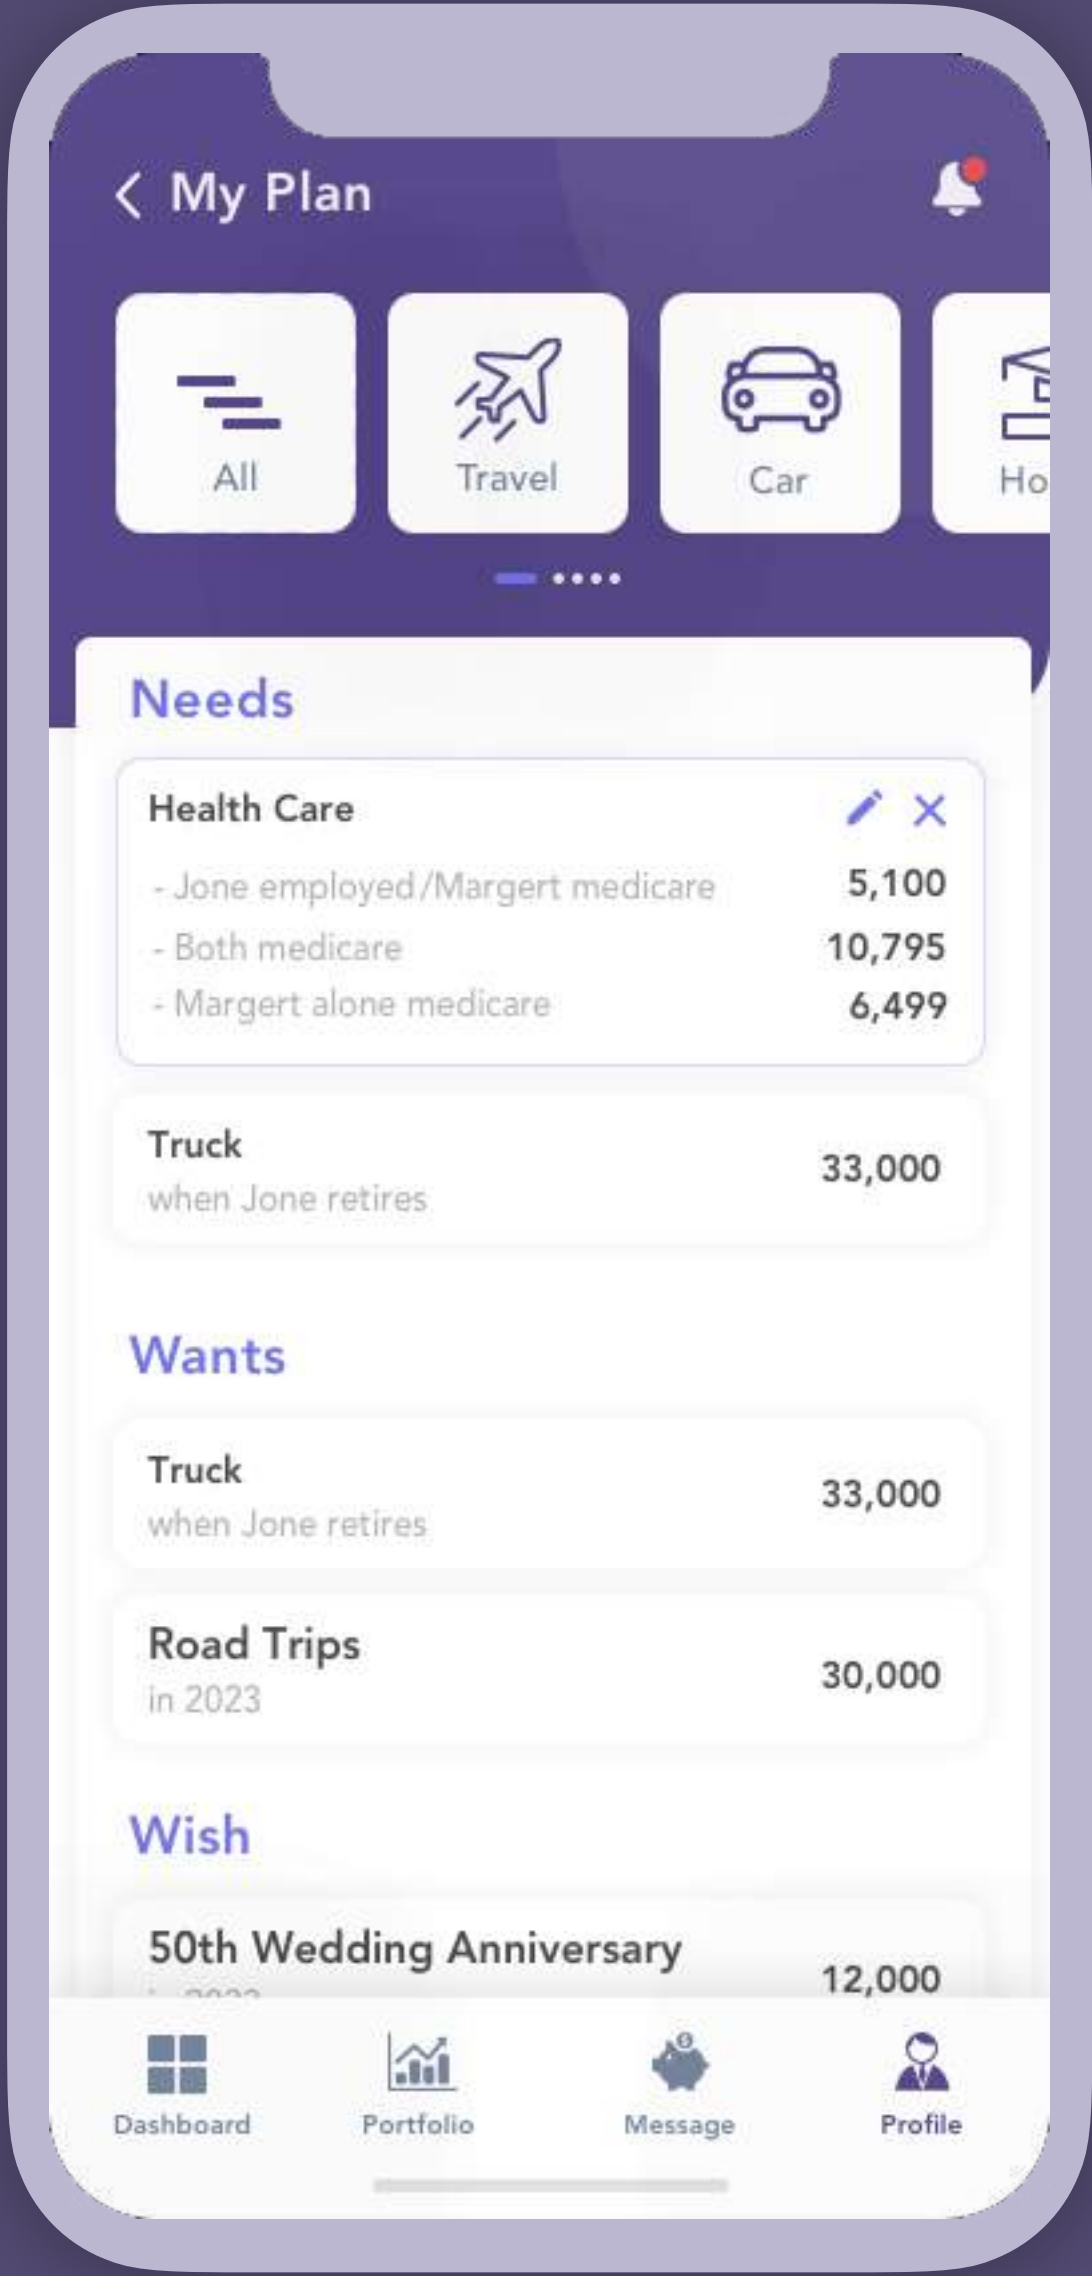 My Plan
All
Travel
Car
Ho
Needs
Health Care
- Jone employed/Margert medicare 5,100
- Both medicare 10,795
- Margert alone medicare 6,499
Truck
33,000
when Jone retires
Wants
Truck
33,000
when Jone retires
Road Trips
30,000
in 2023
Wish
50th Wedding Anniversary
12,000
Dashboard
Portfolio
Message
Profile